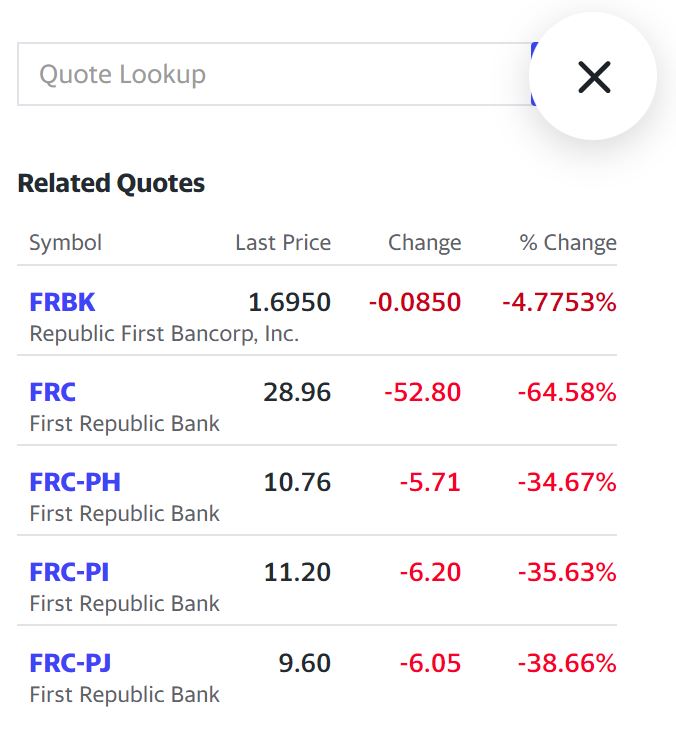 Quote Lookup
Related Quotes
Symbol Last Price Change % Change
FRBK 1.6950 -0.0850 -4.7753%
Republic First Bancorp, Inc.
FRC 28.96 -52.80 -64.58%
First Republic Bank
FRC-PH 10.76 -5.71 -34.67%
First Republic Bank
FRC-PI 11.20 -6.20 -35.63%
First Republic Bank
FRC-PJ 9.60 -6.05 -38.66%
First Republic Bank